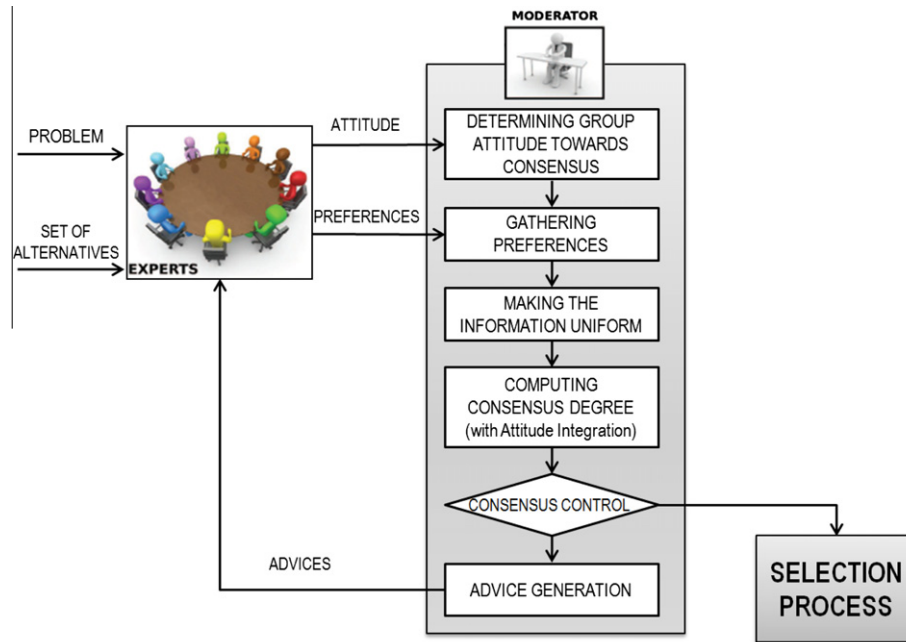 MODERATOR
PROBLEM
SET OF
ALTERNATIVES
EXPERTS
ATTITUDE
PREFERENCES
DETERMINING GROUP
ATTITUDE TOWARDS
CONSENSUS
GATHERING
PREFERENCES
MAKING THE
INFORMATION UNIFORM
COMPUTING
CONSENSUS DEGREE
(with Attitude Integration)
CONSENSUS CONTROL
ADVICES
ADVICE GENERATION
SELECTION
PROCESS